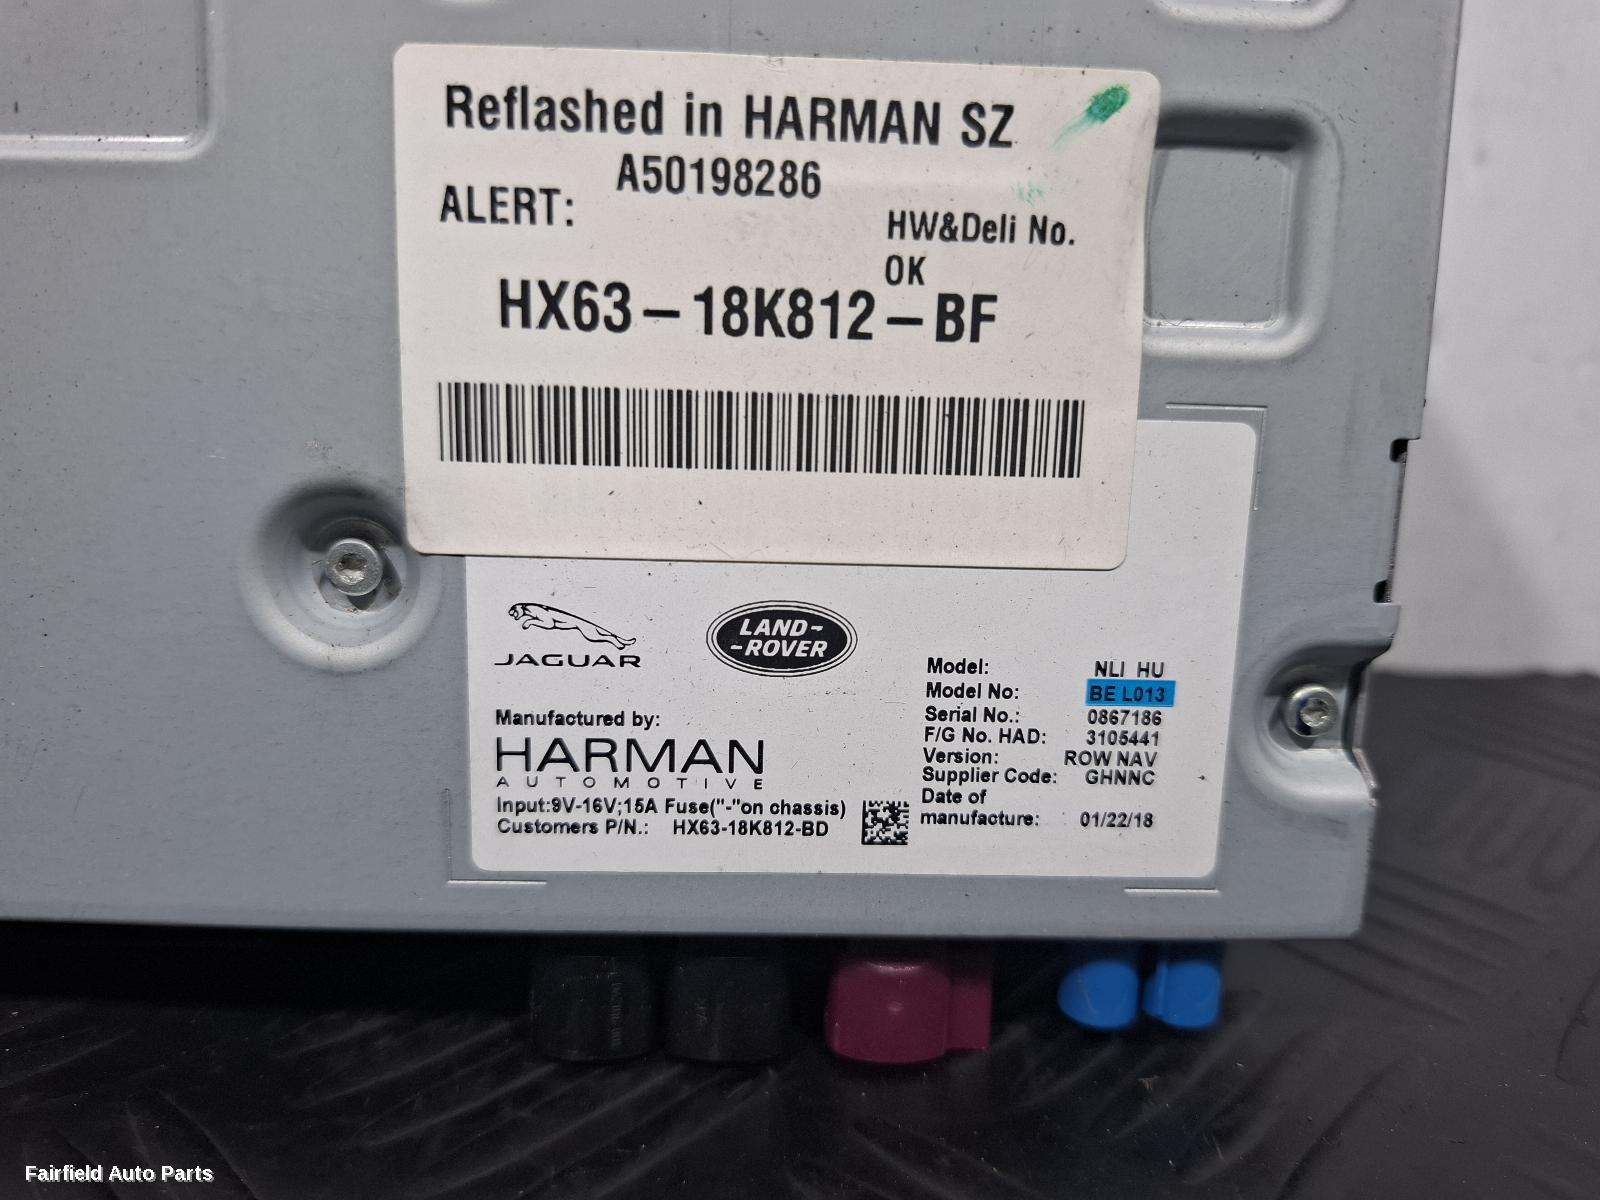 Reflashed in HARMAN SZ
A50198286
ALERT:
HW&Deli No.
OK
HX63-18K812-BF
JAGUAR
LAND-
-ROVER
Manufactured by:
HARMAN
AUTOMOTIVE
Input:9V-16V;15A Fuse("-"on chassis)
Customers P/N.: HX63-18K812-BD
Model: NLI HU
Model No: BE L013
Serial No.: 0867186
F/G No. HAD: 3105441
Version: ROW NAV
Supplier Code: GHNNC
Date of
manufacture: 01/22/18
Fairfield Auto Parts